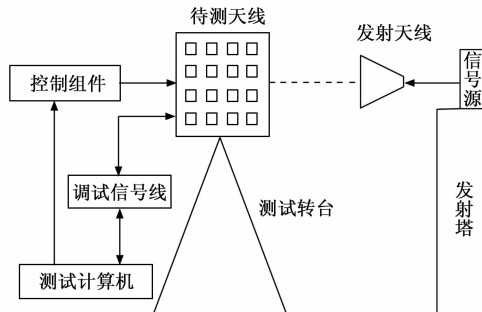 待测天线
发射天线
控制组件
信号源
调试信号线
测试转台
发射塔
测试计算机